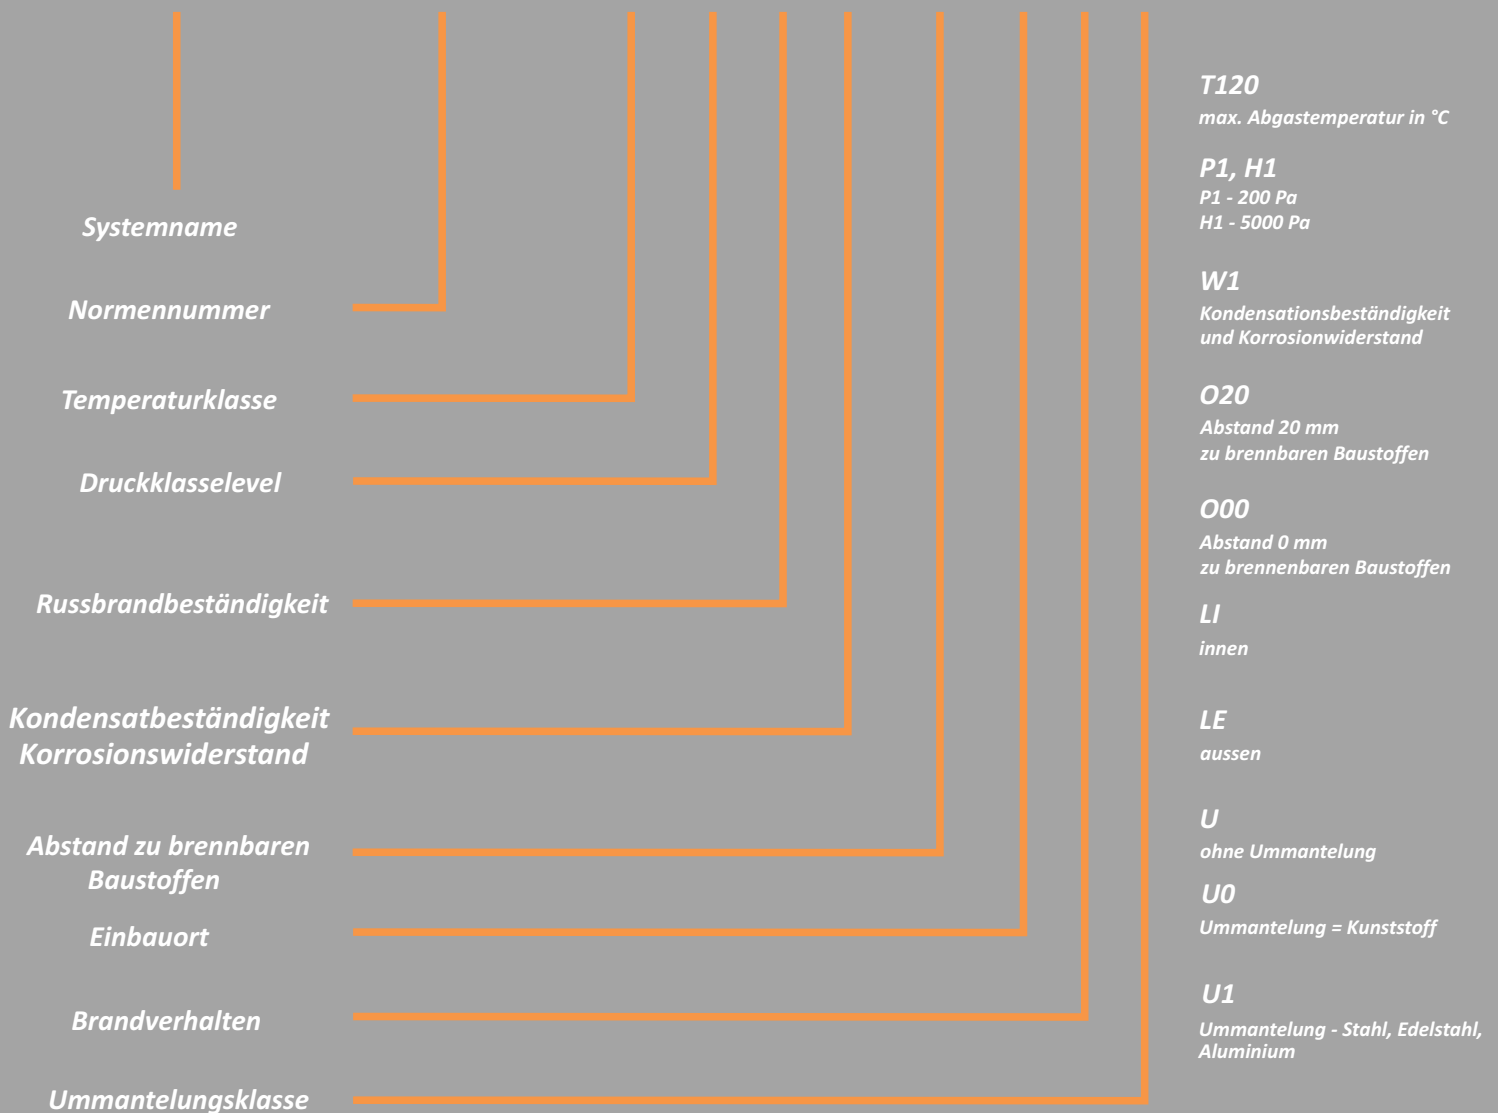 Systemname
Normennummer
Temperaturklasse
Druckklasselevel
Russbrandbeständigkeit
Kondensatbeständigkeit
Korrosionswiderstand
Abstand zu brennbaren
Baustoffen
Einbauort
Brandverhalten
Ummantelungsklasse
T120
max. Abgastemperatur in °C
P1, H1
P1 - 200 Pa
H1 - 5000 Pa
W1
Kondensationsbeständigkeit
und Korrosionwiderstand
O20
Abstand 20 mm
zu brennbaren Baustoffen
O00
Abstand 0 mm
zu brennenbaren Baustoffen
LI
innen
LE
aussen
U
ohne Ummantelung
U0
Ummantelung = Kunststoff
U1
Ummantelung - Stahl, Edelstahl,
Aluminium